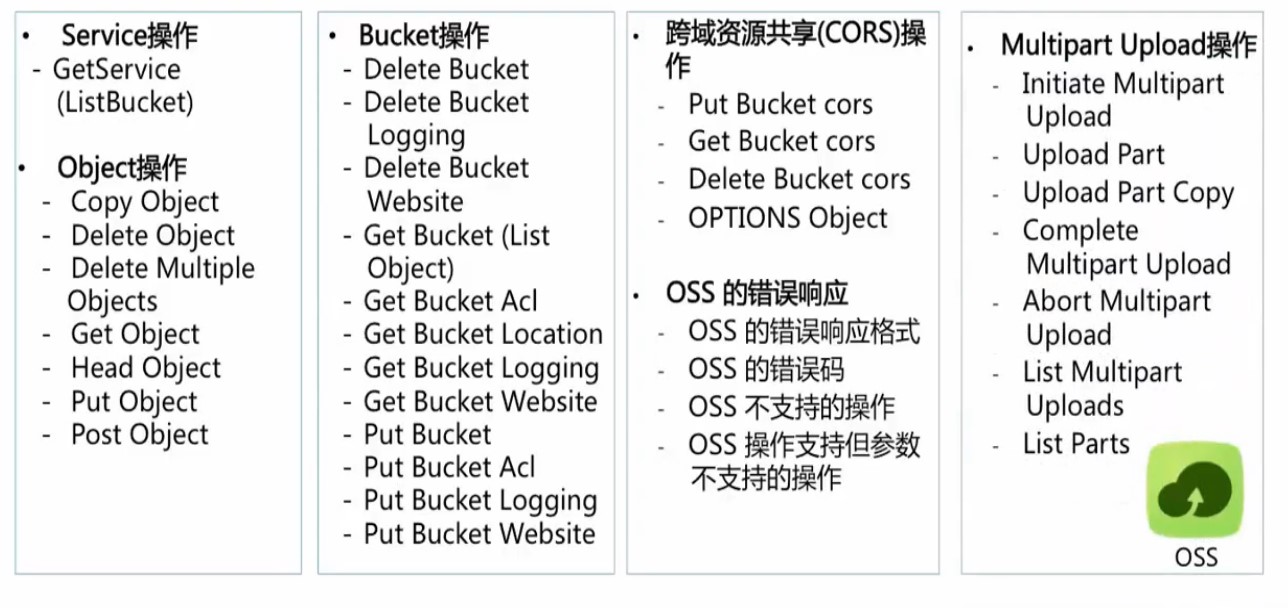 • Service操作
- GetService
(ListBucket)
• Object操作
- Copy Object
- Delete Object
- Delete Multiple
Objects
- Get Object
- Head Object
- Put Object
- Post Object
• Bucket操作
- Delete Bucket
- Delete Bucket
Logging
- Delete Bucket
Website
- Get Bucket (List
Object)
- Get Bucket Acl
- Get Bucket Location
- Get Bucket Logging
- Get Bucket Website
- Put Bucket
- Put Bucket Acl
- Put Bucket Logging
- Put Bucket Website
• 跨域资源共享(CORS)操
作
- Put Bucket cors
- Get Bucket cors
- Delete Bucket cors
- OPTIONS Object
• OSS 的错误响应
- OSS 的错误响应格式
- OSS 的错误码
- OSS 不支持的操作
- OSS 操作支持但参数
不支持的操作
• Multipart Upload操作
- Initiate Multipart
Upload
- Upload Part
- Upload Part Copy
- Complete
Multipart Upload
- Abort Multipart
Upload
- List Multipart
Uploads
- List Parts
OSS